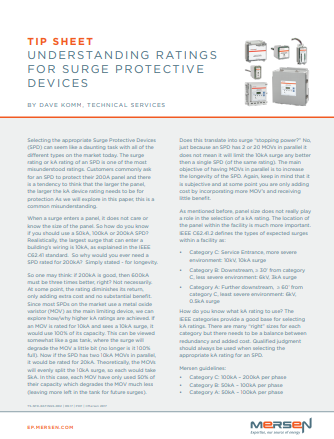 TIP SHEET
UNDERSTANDING RATINGS
FOR SURGE PROTECTIVE
DEVICES
BY DAVE KOMM, TECHNICAL SERVICES
Selecting the appropriate Surge Protective Devices
(SPD) can seem like a daunting task with all of the
different types on the market today. The surge
rating or kA rating of an SPD is one of the most
misunderstood ratings. Customers commonly ask
for an SPD to protect their 200A panel and there
is a tendency to think that the larger the panel,
the larger the kA device rating needs to be for
protection As we will explore in this paper, this is a
common misunderstanding.
When a surge enters a panel, it does not care or
know the size of the panel. So how do you know
if you should use a 50kA, 100kA or 200kA SPD?
Realistically, the largest surge that can enter a
building's wiring is 10kA, as explained in the IEEE
C62.41 standard. So why would you ever need a
SPD rated for 200kA? Simply stated - for longevity.
So one may think: if 200kA is good, then 600kA
must be three times better, right? Not necessarily.
At some point, the rating diminishes its return,
only adding extra cost and no substantial benefit.
Since most SPDs on the market use a metal oxide
varistor (MOV) as the main limiting device, we can
explore how/why higher kA ratings are achieved. If
an MOV is rated for 10kA and sees a 10kA surge, it
would use 100% of its capacity. This can be viewed
somewhat like a gas tank, where the surge will
degrade the MOV a little bit (no longer is it 100%
full). Now if the SPD has two 10kA MOVs in parallel,
it would be rated for 20kA. Theoretically, the MOVs
will evenly split the 10kA surge, so each would take
5kA. In this case, each MOV have only used 50% of
their capacity which degrades the MOV much less
(leaving more left in the tank for future surges).
Does this translate into surge "stopping power?" No,
just because an SPD has 2 or 20 MOVs in parallel it
does not mean it will limit the 10kA surge any better
than a single SPD (of the same rating). The main
objective of having MOVs in parallel is to increase
the longevity of the SPD. Again, keep in mind that it
is subjective and at some point you are only adding
cost by incorporating more MOV's and receiving
little benefit.
As mentioned before, panel size does not really play
a role in the selection of a kA rating. The location of
the panel within the facility is much more important.
IEEE C62.41.2 defines the types of expected surges
within a facility as:
• Category C: Service Entrance, more severe
environment: 10kV, 10kA surge
• Category B: Downstream, ≥ 30' from category
C, less severe environment: 6kV, 3kA surge
• Category A: Further downstream, ≥ 60' from
category C, least severe environment: 6kV,
0.5kA surge
How do you know what kA rating to use? The
IEEE categories provide a good base for selecting
kA ratings. There are many "right" sizes for each
category but there needs to be a balance between
redundancy and added cost. Qualified judgment
should always be used when selecting the
appropriate kA rating for an SPD.
Mersen guidelines:
• Category C: 100kA – 200kA per phase
• Category B: 50kA – 100kA per phase
• Category A: 50kA – 100kA per phase
EP.MERSEN.COM
MERSEN